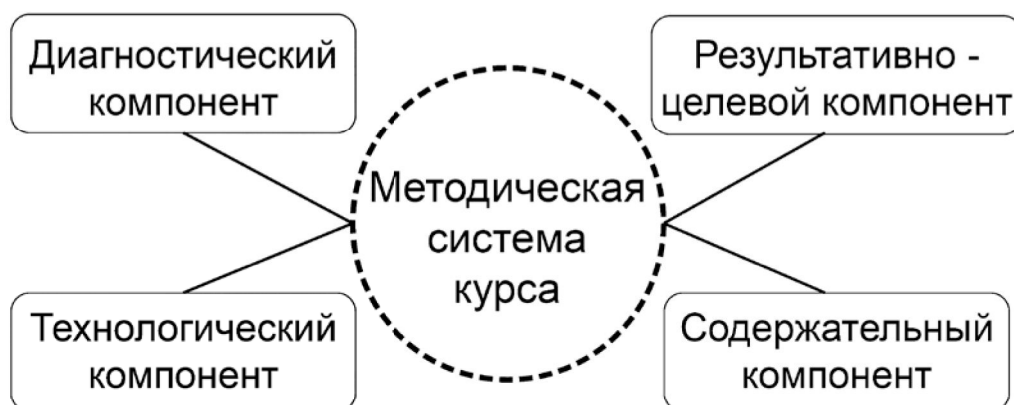 Диагностический
компонент
Результативно -
целевой компонент
Методическая
система
курса
Технологический
компонент
Содержательный
компонент